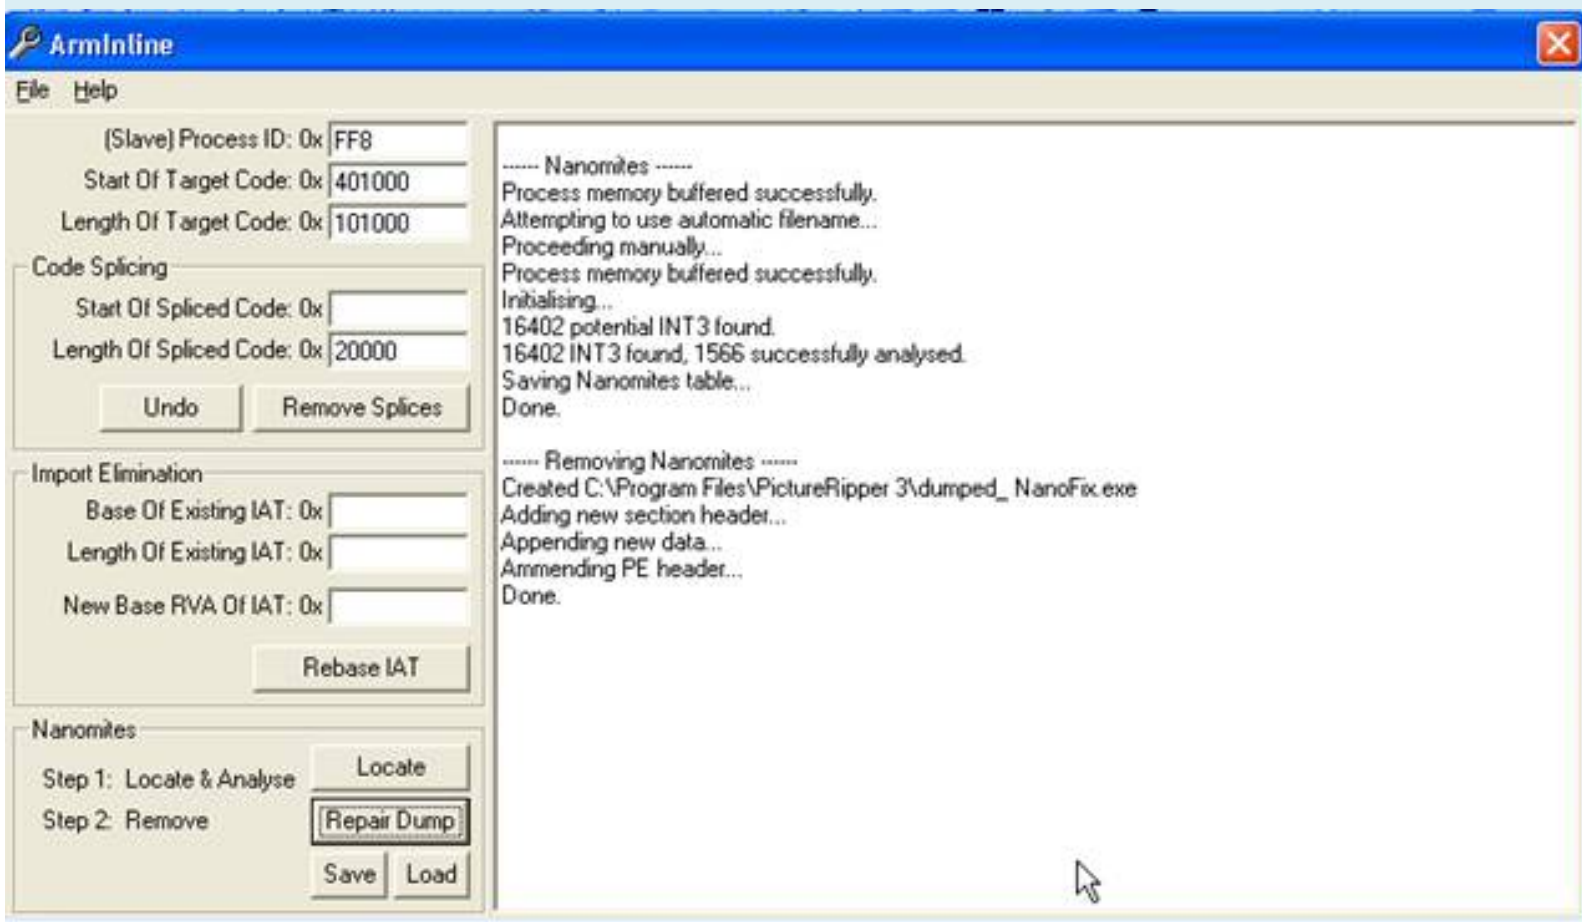 ArmInline
File Help
(Slave) Process ID: 0x FF8
Start Of Target Code: 0x 401000
Length Of Target Code: 0x 101000
Code Splicing
Start Of Spliced Code: 0x
Length Of Spliced Code: 0x 20000
Undo Remove Splices
Import Elimination
Base Of Existing IAT: 0x
Length Of Existing IAT: 0x
New Base RVA Of IAT: 0x
Rebase IAT
Nanomites
Step 1: Locate & Analyse Locate
Step 2: Remove Repair Dump
Save Load
------ Nanomites ------
Process memory buffered successfully.
Attempting to use automatic filename...
Proceeding manually...
Process memory buffered successfully.
Initialising...
16402 potential INT3 found.
16402 INT3 found, 1566 successfully analysed.
Saving Nanomites table...
Done.
------ Removing Nanomites ------
Created C:\Program Files\PictureRipper 3\dumped_ NanoFix.exe
Adding new section header...
Appending new data...
Ammending PE header...
Done.